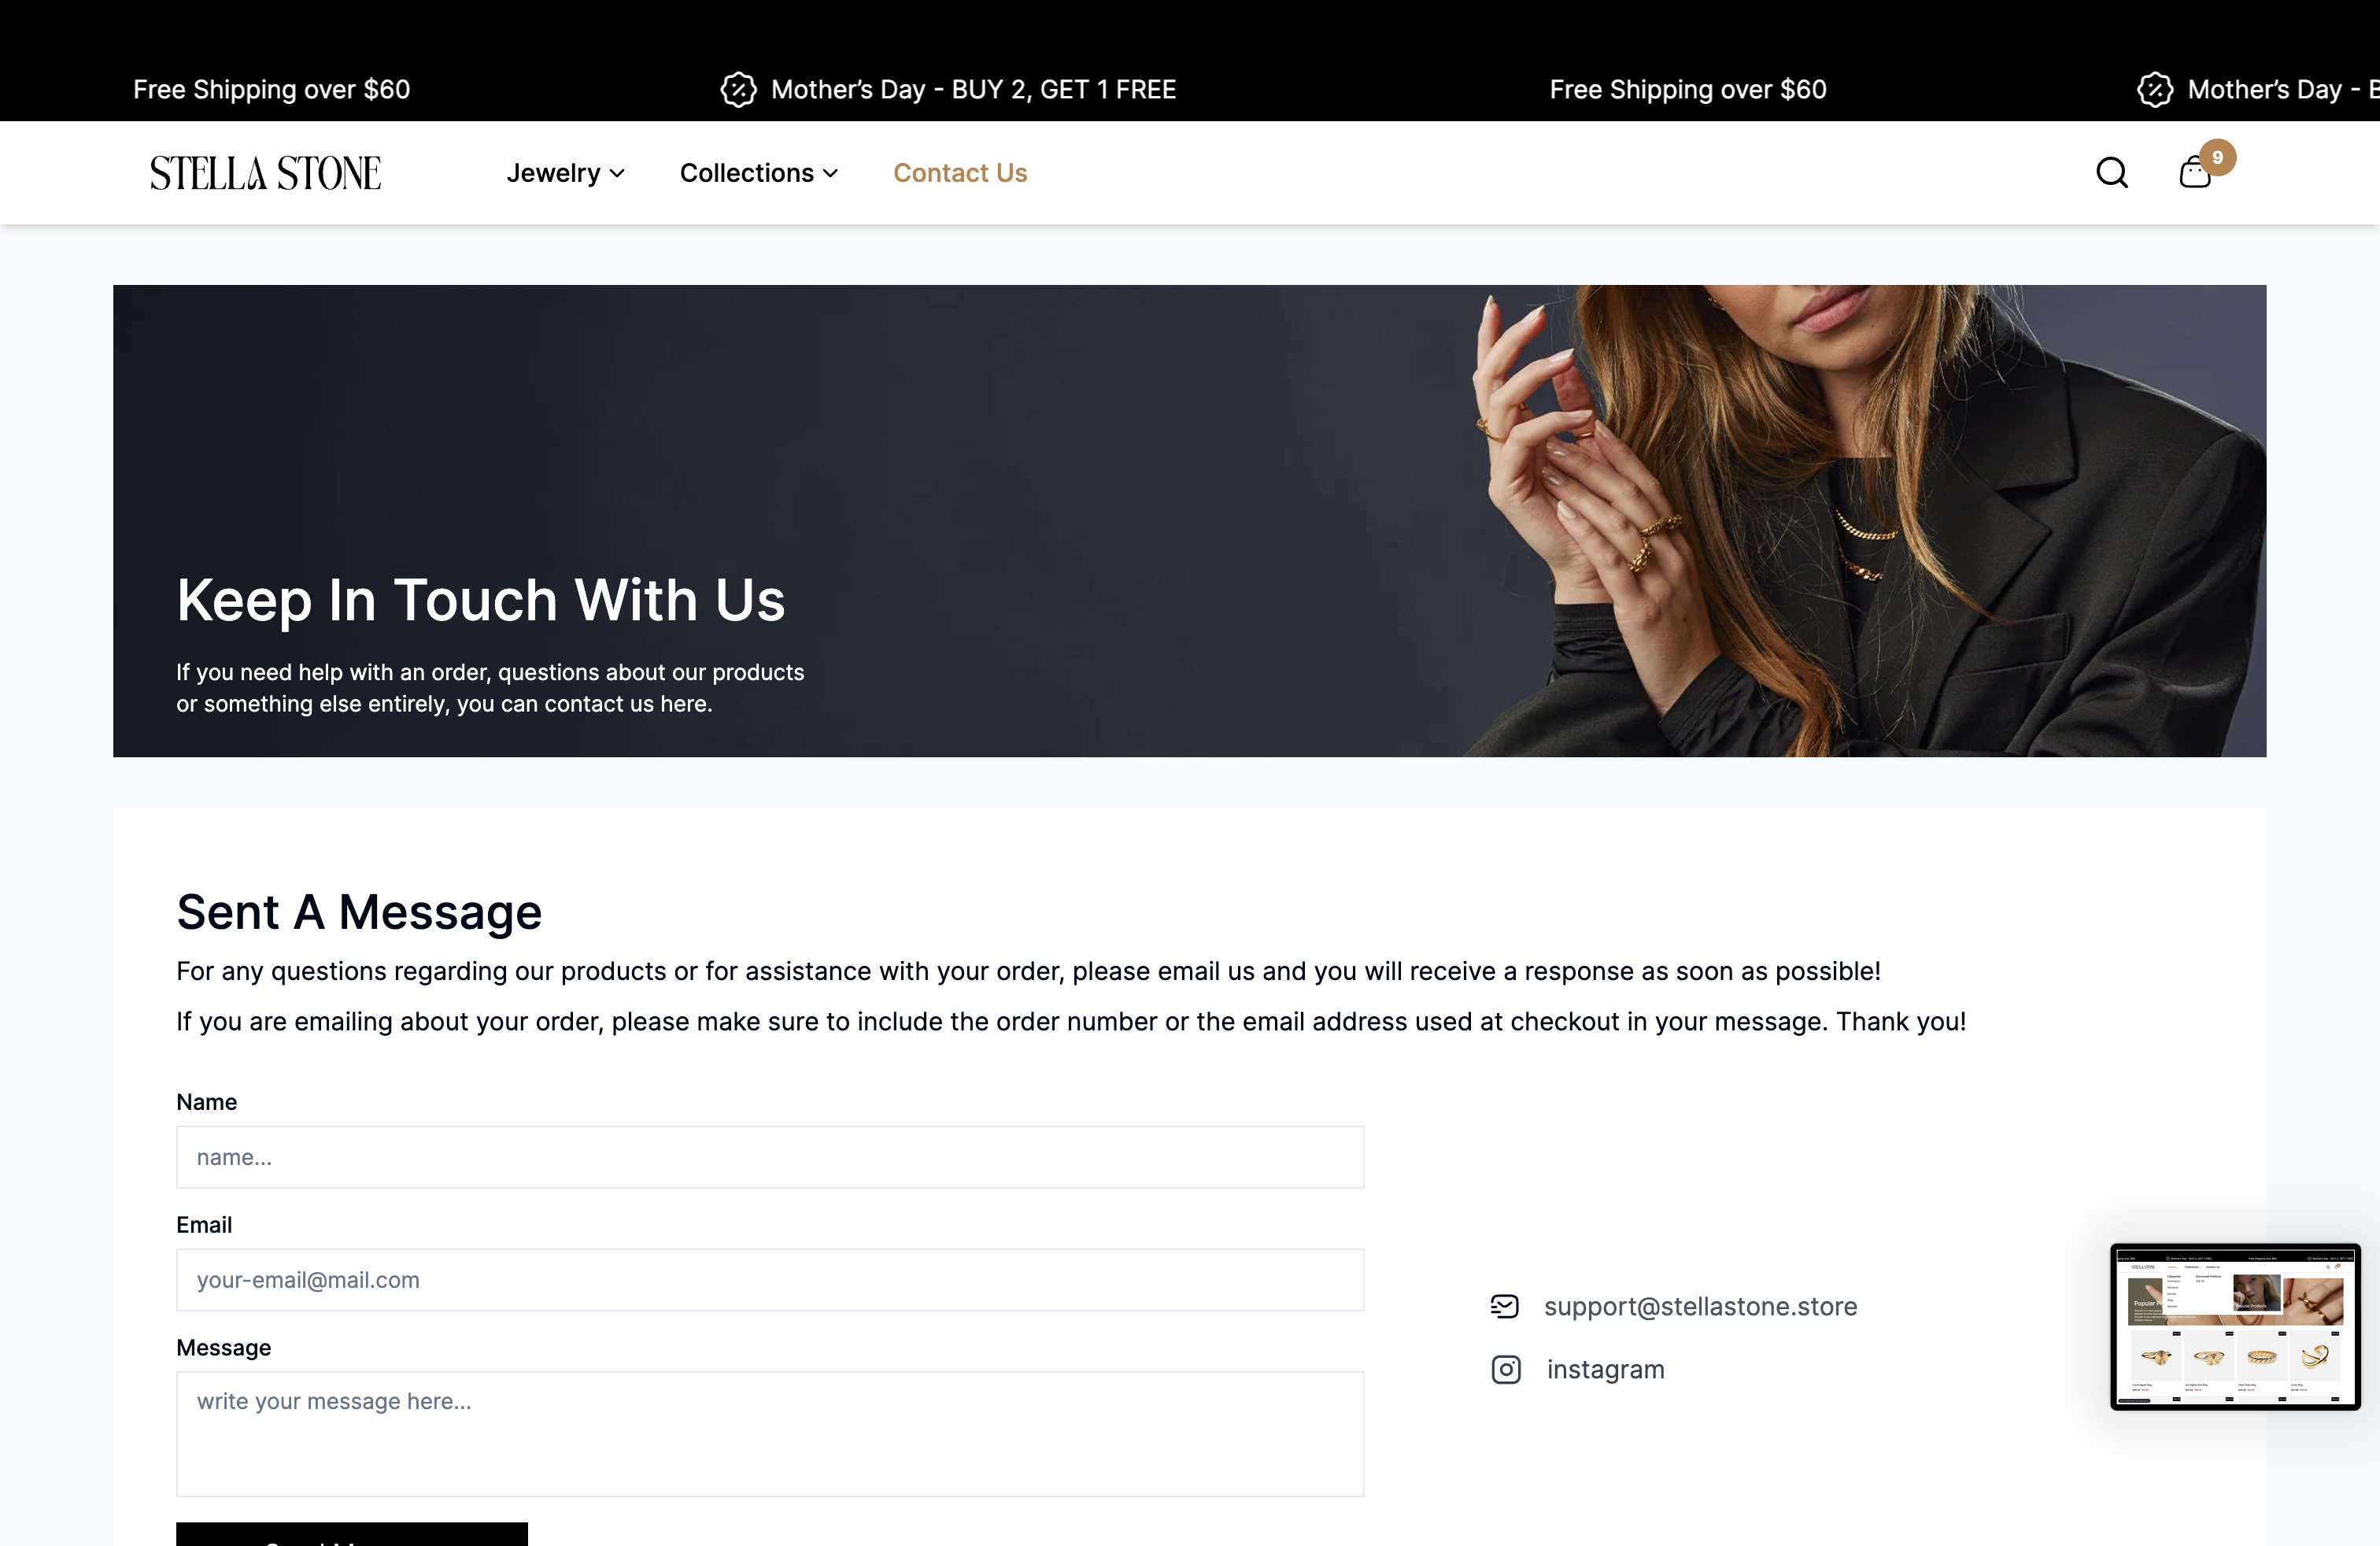 Free Shipping over $60 Mother’s Day - BUY 2, GET 1 FREE Free Shipping over $60 Mother’s Day -
STELLA STONE Jewelry Collections Contact Us 9
Keep In Touch With Us
If you need help with an order, questions about our products
or something else entirely, you can contact us here.
Sent A Message
For any questions regarding our products or for assistance with your order, please email us and you will receive a response as soon as possible!
If you are emailing about your order, please make sure to include the order number or the email address used at checkout in your message. Thank you!
Name
name...
Email
your-email@mail.com
Message
write your message here...
support@stellastone.store
instagram
STELLA STONE